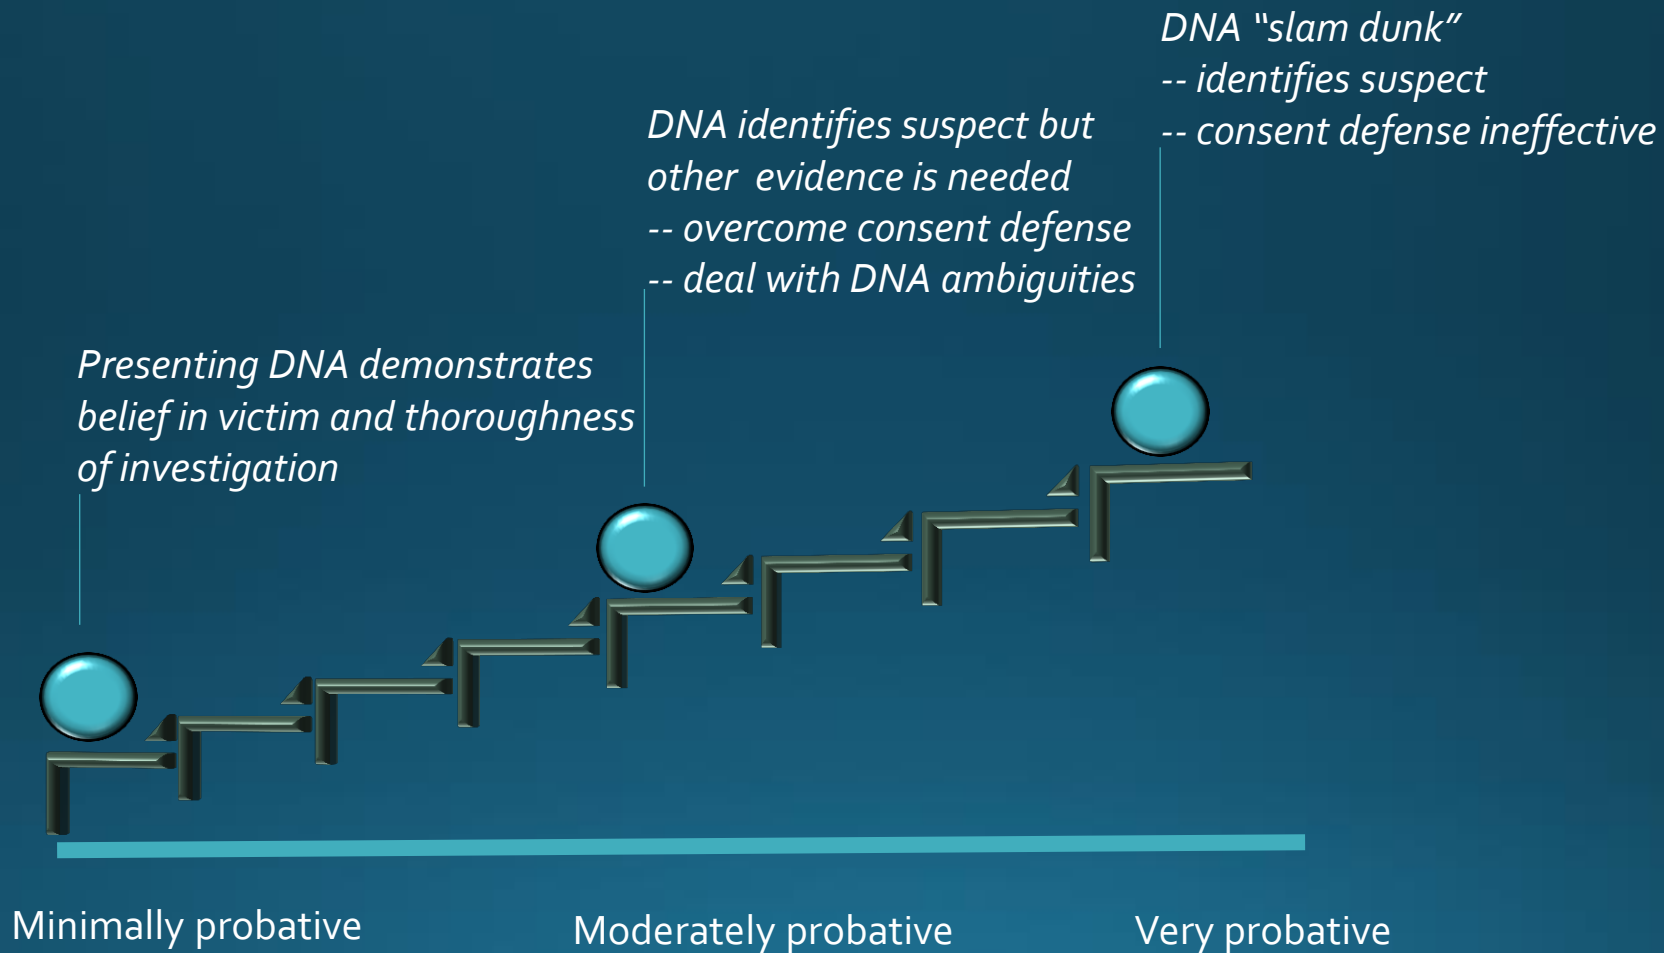 DNA “slam dunk”
-- identifies suspect
-- consent defense ineffective
DNA identifies suspect but
other evidence is needed
-- overcome consent defense
-- deal with DNA ambiguities
Presenting DNA demonstrates
belief in victim and thoroughness
of investigation
Minimally probative
Moderately probative
Very probative